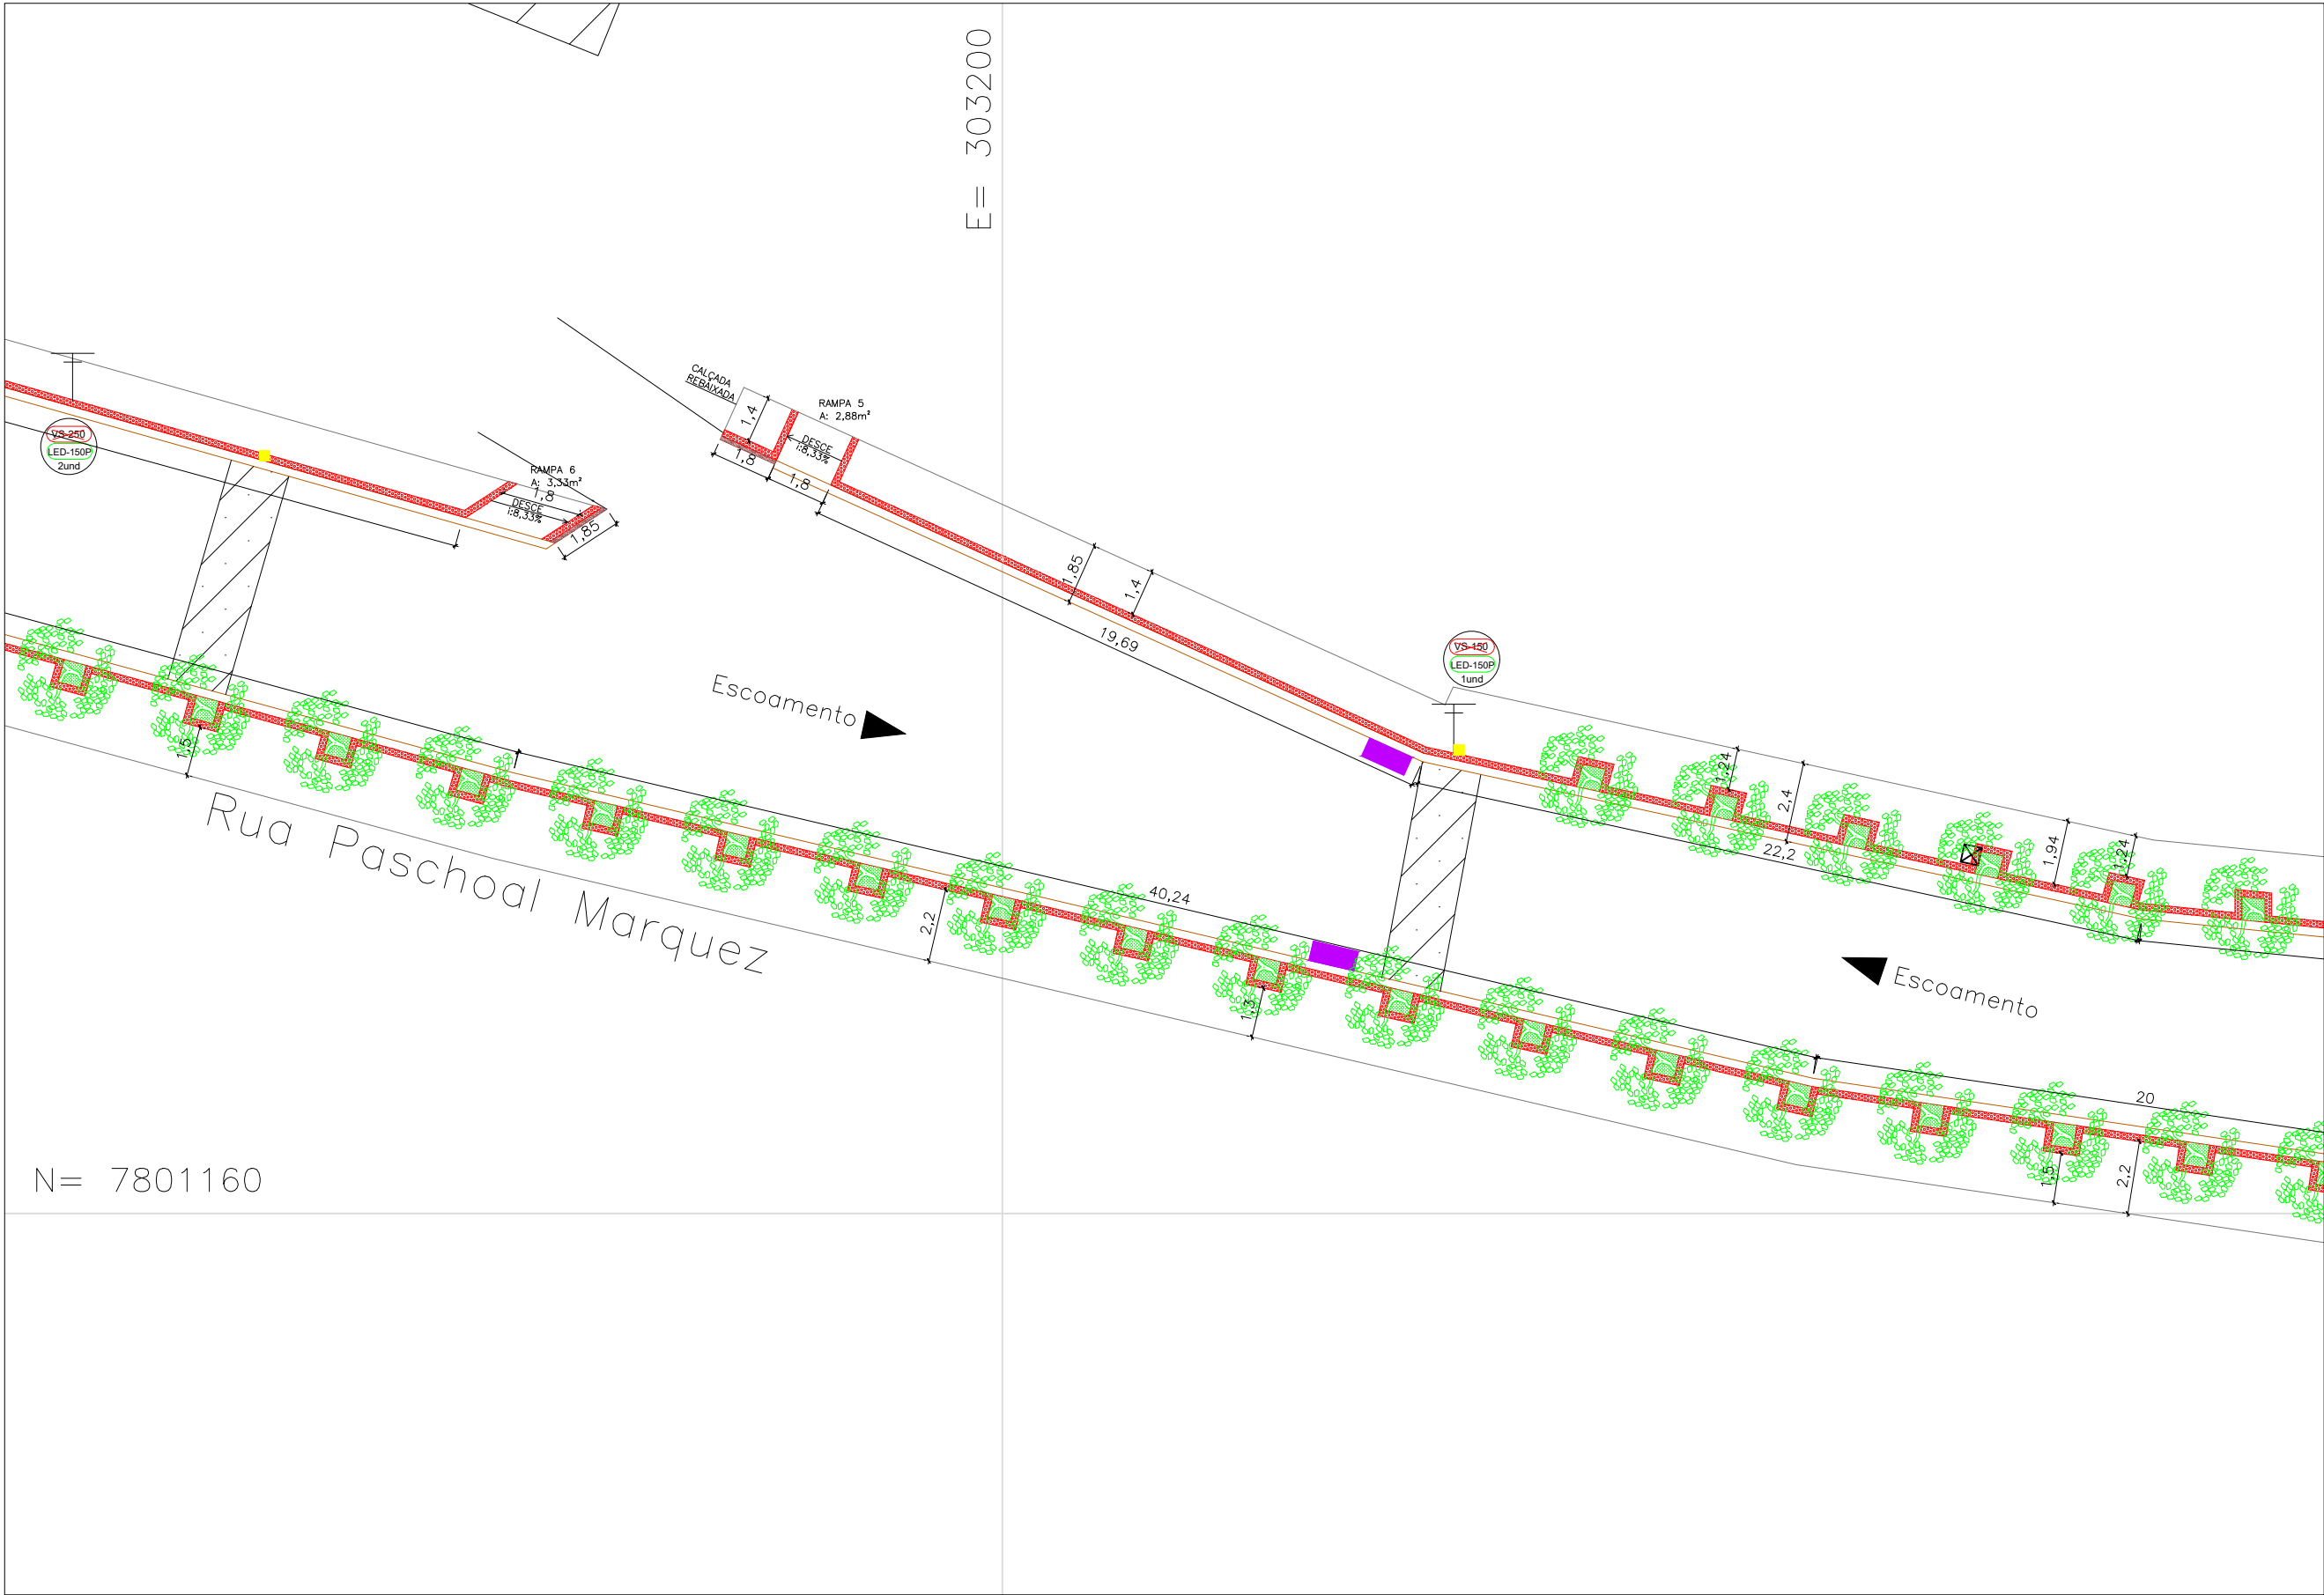 E= 303200
CALÇADA
REBAIXADA
1,4
RAMPA 5
A: 2,88m²
DESCE
i:8,33%
1,8
1,8
VS-250
LED-150P
2und
RAMPA 6
A: 3,33m²
1,8
DESCE
i:8,33%
1,85
1,85
1,4
19,69
VS-150
LED-150P
1und
Escoamento
1,5
1,24
2,4
22,2
1,94
1,24
Rua Paschoal Marquez
40,24
2,2
1,3
Escoamento
20
1,5
2,2
N= 7801160